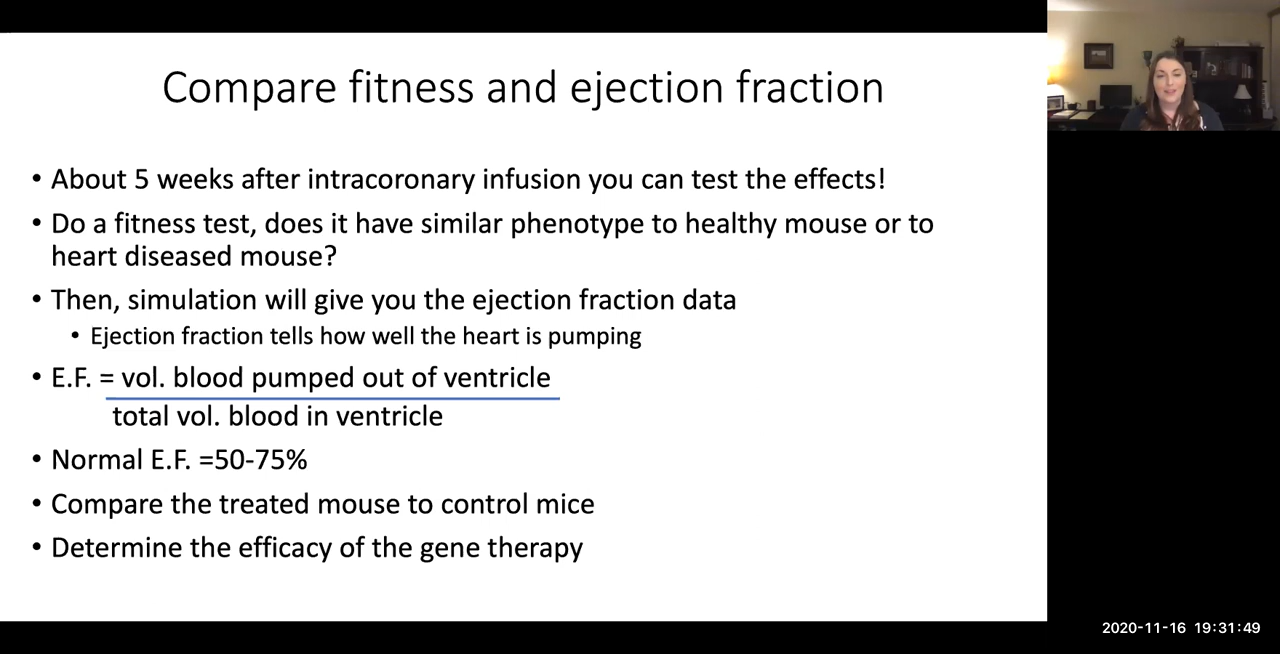 Compare fitness and ejection fraction
• About 5 weeks after intracoronary infusion you can test the effects!
• Do a fitness test, does it have similar phenotype to healthy mouse or to
heart diseased mouse?
• Then, simulation will give you the ejection fraction data
• Ejection fraction tells how well the heart is pumping
• E.F. = vol. blood pumped out of ventricle
total vol. blood in ventricle
• Normal E.F. =50-75%
• Compare the treated mouse to control mice
• Determine the efficacy of the gene therapy
2020-11-16 19:31:49